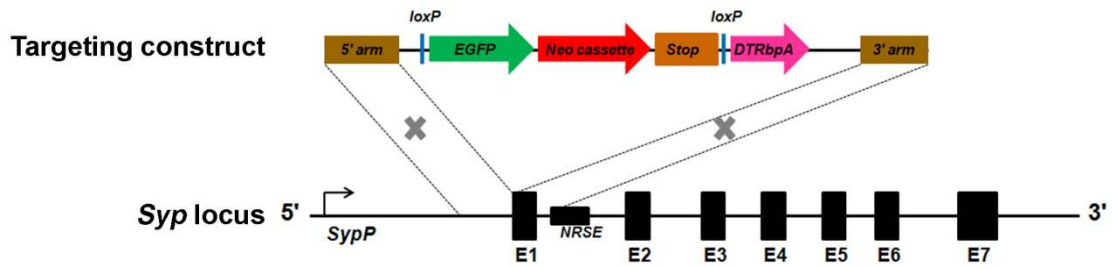 loxP loxP
Targeting construct 5' arm EGFP Neo cassette Stop DTRbpA 3' arm
Syp locus 5' 3'
SypP NRSE
E1 E2 E3 E4 E5 E6 E7